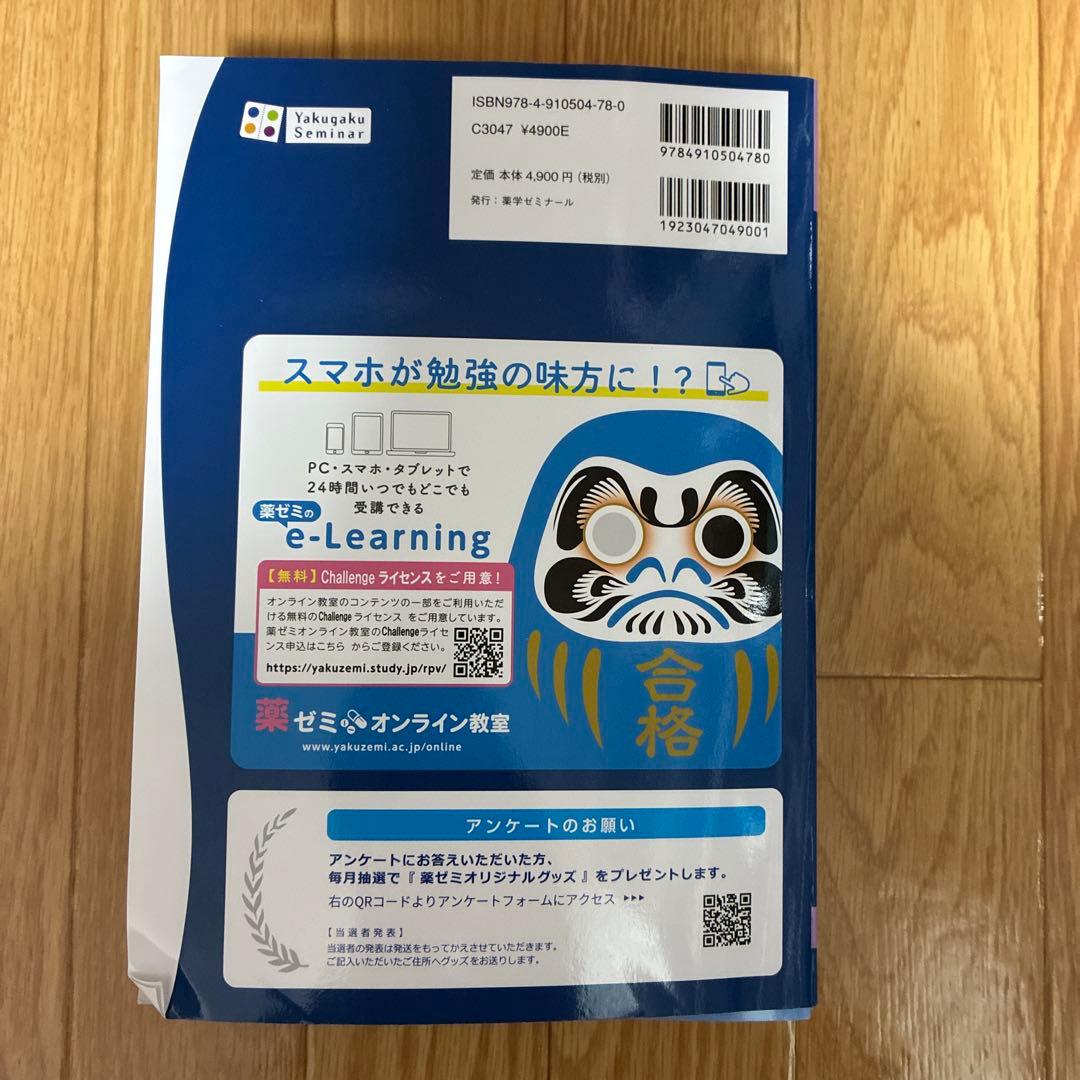 Yakugaku
Seminar
ISBN978-4-910504-78-0
C3047 ¥4900E
定価 本体 4,900 円（税別）
発行：薬学ゼミナール
9784910504780
1923047049001
スマホが勉強の味方に！？
PC・スマホ・タブレットで
24時間いつでもどこでも
受講できる
薬ゼミの
e-Learning
【無料】Challenge ライセンスをご用意！
オンライン教室のコンテンツの一部をご利用いただ
ける無料のChallenge ライセンス をご用意しています。
薬ゼミオンライン教室のChallengeライセ
ンス申込はこちら からご登録ください。
https://yakuzemi.study.jp/rpv/
合格
薬ゼミオンライン教室
www.yakuzemi.ac.jp/online
アンケートのお願い
アンケートにお答えいただいた方、
毎月抽選で『 薬ゼミオリジナルグッズ 』をプレゼントします。
右のQRコードよりアンケートフォームにアクセス ▶▶▶
【 当選者発表 】
当選者の発表は発送をもってかえさせていただきます。
ご記入いただいたご住所へグッズをお送りします。